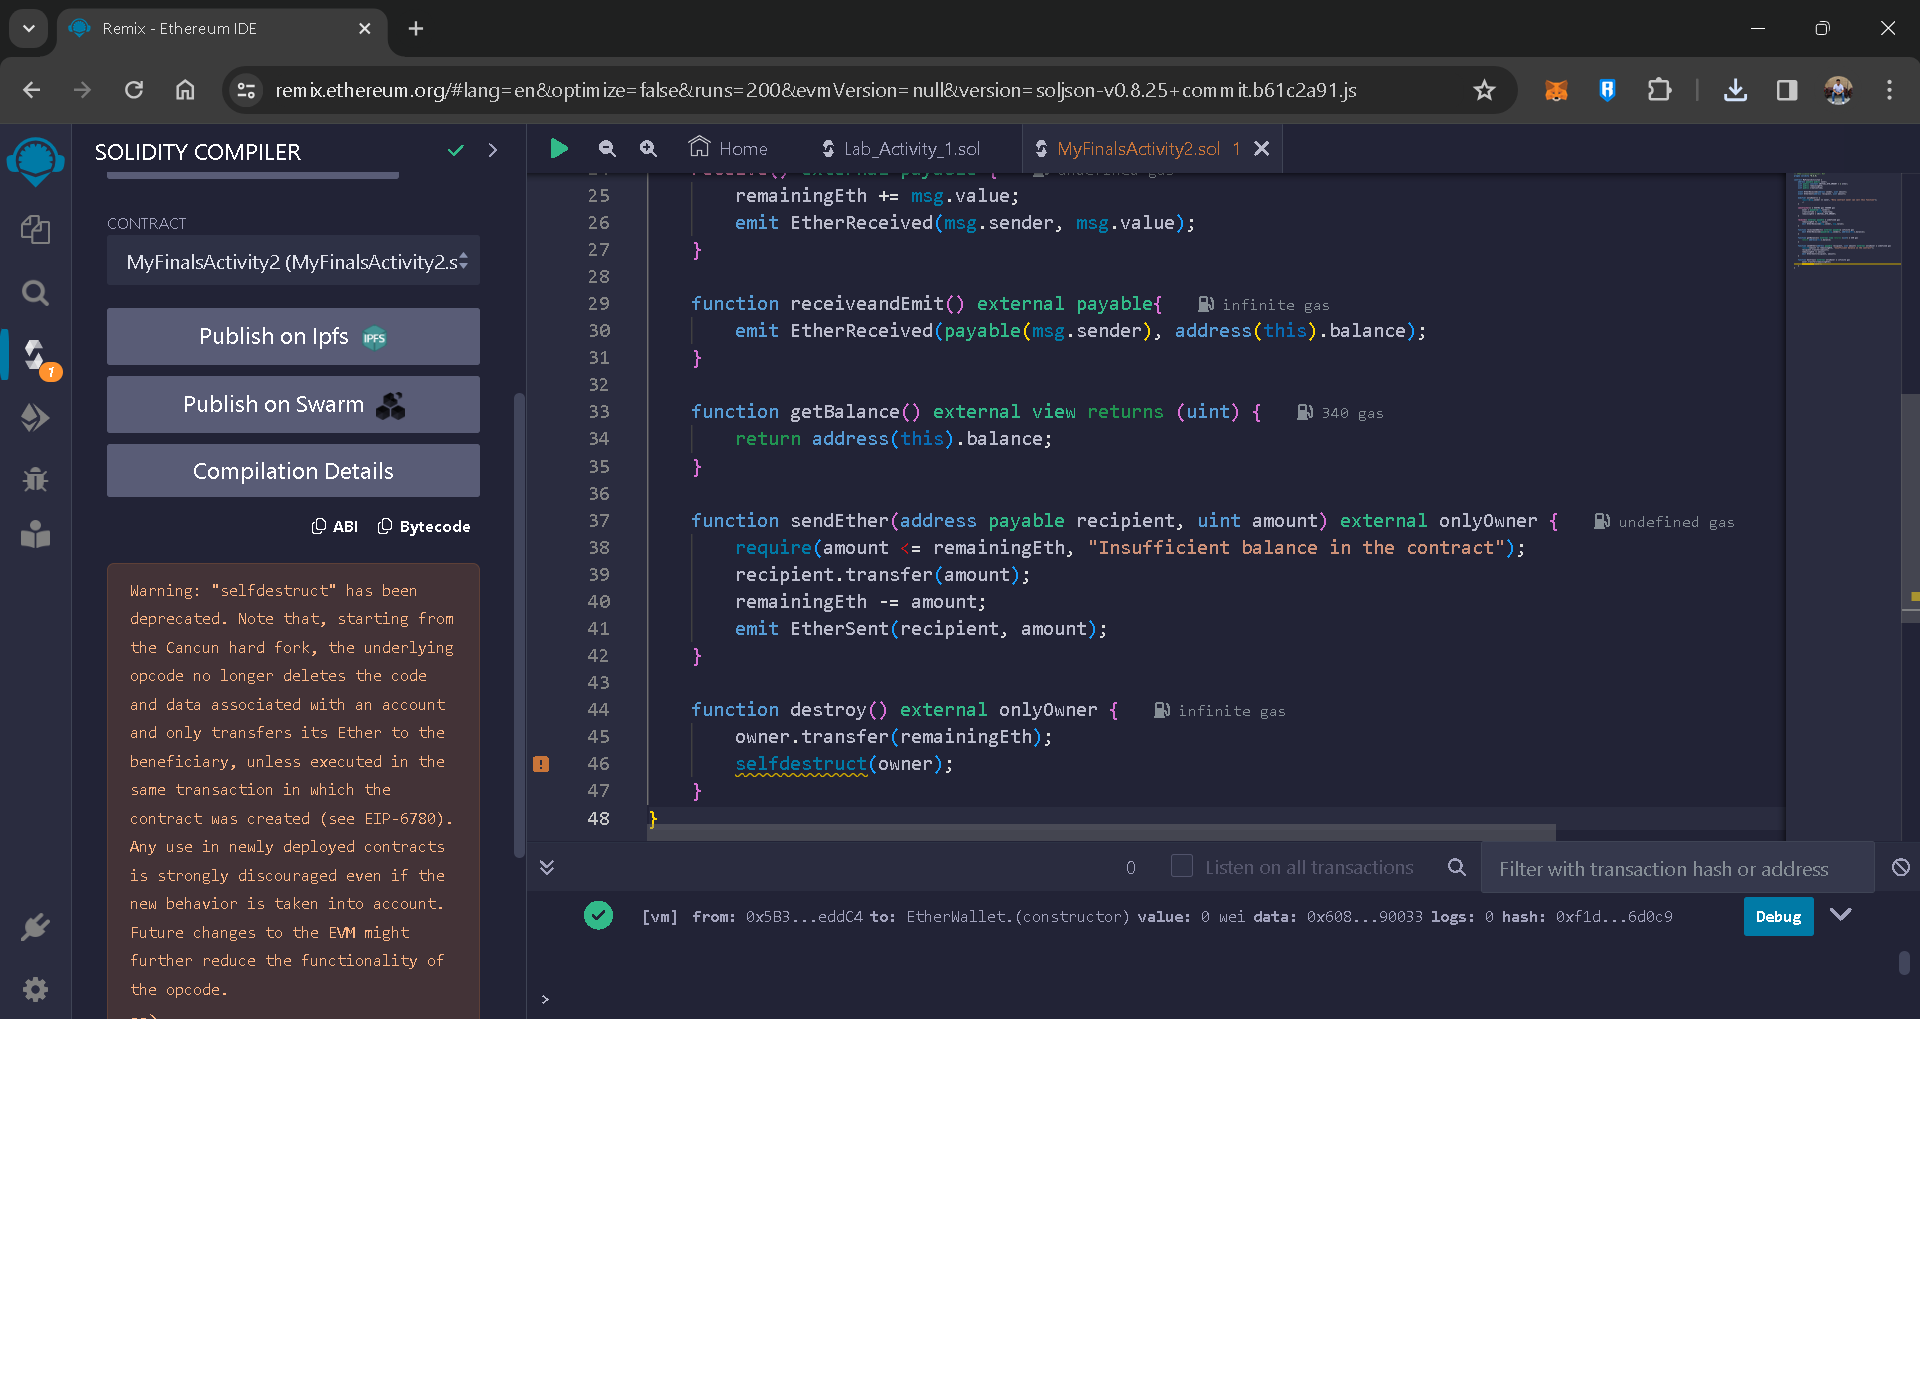 Remix - Ethereum IDE
remix.ethereum.org/#lang=en&optimize=false&runs=200&evmVersion=null&version=soljson-v0.8.25+commit.b61c2a91.js
SOLIDITY COMPILER
Home
Lab_Activity_1.sol
MyFinalsActivity2.sol 1
CONTRACT
MyFinalsActivity2 (MyFinalsActivity2.s
Publish on Ipfs
IPFS
Publish on Swarm
Compilation Details
ABI
Bytecode
1
Warning: "selfdestruct" has been
deprecated. Note that, starting from
the Cancun hard fork, the underlying
opcode no longer deletes the code
and data associated with an account
and only transfers its Ether to the
beneficiary, unless executed in the
same transaction in which the
contract was created (see EIP-6780).
Any use in newly deployed contracts
is strongly discouraged even if the
new behavior is taken into account.
Future changes to the EVM might
further reduce the functionality of
the opcode.
25 remainingEth += msg.value;
26 emit EtherReceived(msg.sender, msg.value);
27 }
28
29 function receiveandEmit() external payable{ infinite gas
30 emit EtherReceived(payable(msg.sender), address(this).balance);
31 }
32
33 function getBalance() external view returns (uint) { 340 gas
34 return address(this).balance;
35 }
36
37 function sendEther(address payable recipient, uint amount) external onlyOwner { undefined gas
38 require(amount <= remainingEth, "Insufficient balance in the contract");
39 recipient.transfer(amount);
40 remainingEth -= amount;
41 emit EtherSent(recipient, amount);
42 }
43
44 function destroy() external onlyOwner { infinite gas
45 owner.transfer(remainingEth);
46 selfdestruct(owner);
47 }
48 }
0 Listen on all transactions Filter with transaction hash or address
[vm] from: 0x5B3...eddC4 to: EtherWallet.(constructor) value: 0 wei data: 0x608...90033 logs: 0 hash: 0xf1d...6d0c9 Debug
>